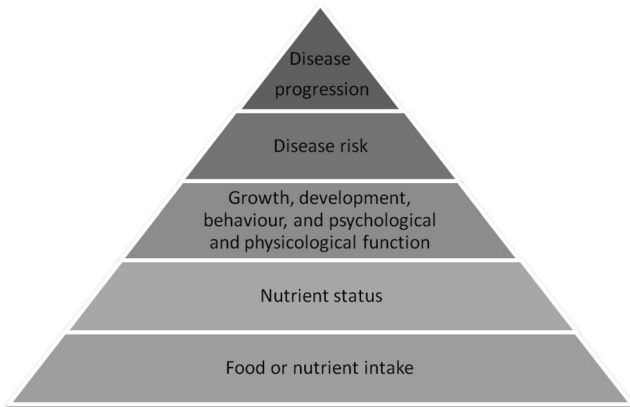 Disease
progression
Disease risk
Growth, development,
behaviour, and psychological
and physicological function
Nutrient status
Food or nutrient intake